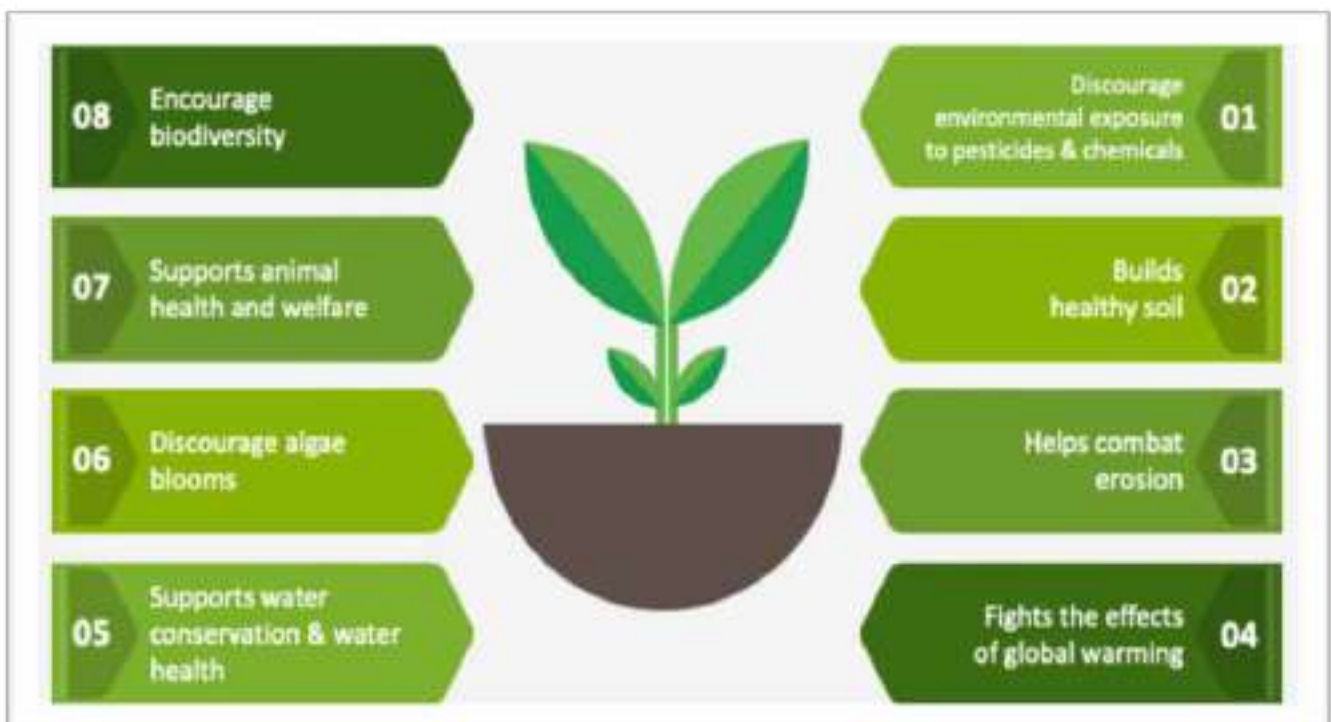 08
Encourage
biodiversity
07
Supports animal
health and welfare
06
Discourage algae
blooms
05
Supports water
conservation & water
health
Discourage
environmental exposure
to pesticides & chemicals
01
Builds
healthy soil
02
Helps combat
erosion
03
Fights the effects
of global warming
04